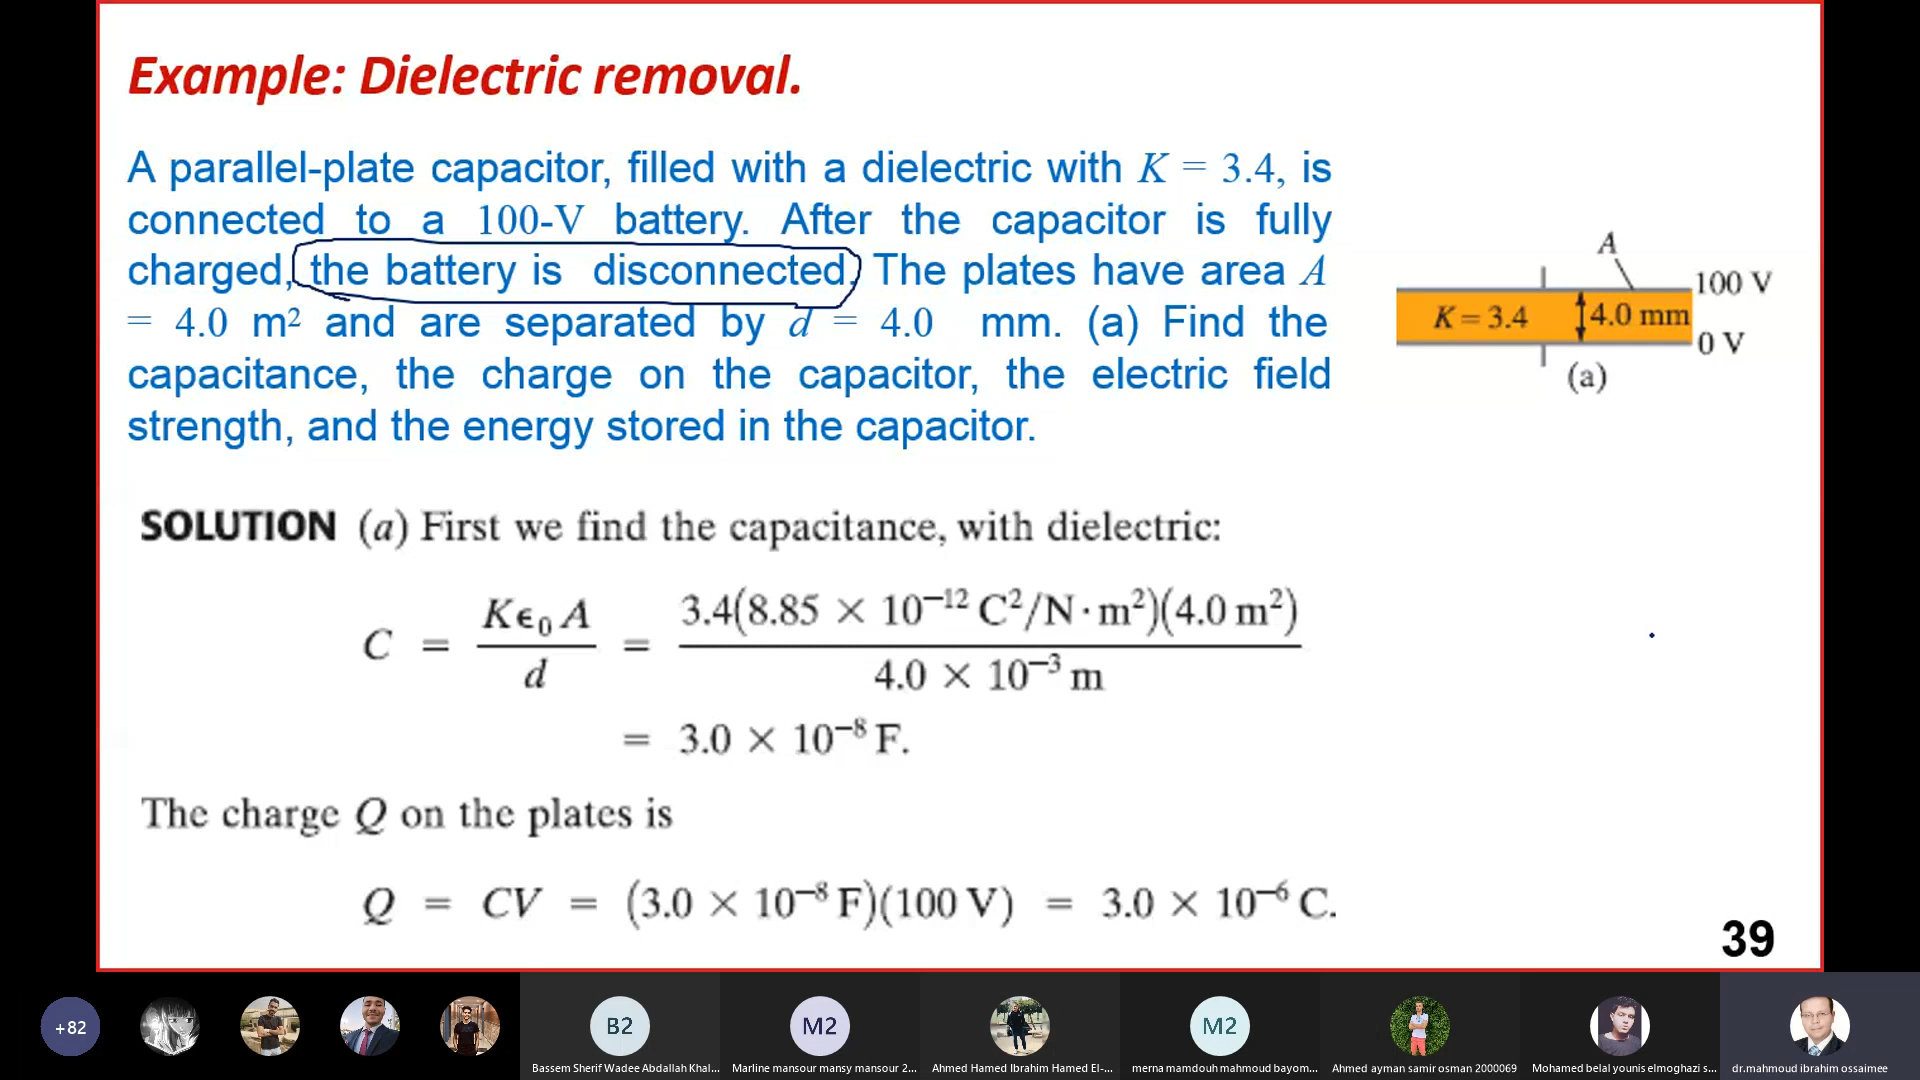 Example: Dielectric removal.
A parallel-plate capacitor, filled with a dielectric with K = 3.4, is
connected to a 100-V battery. After the capacitor is fully
charged, the battery is disconnected. The plates have area A
= 4.0 m² and are separated by d = 4.0 mm. (a) Find the
capacitance, the charge on the capacitor, the electric field
strength, and the energy stored in the capacitor.
A
100 V
K = 3.4
4.0 mm
0 V
(a)
SOLUTION (a) First we find the capacitance, with dielectric:
C = Kϵ₀A / d = 3.4(8.85 × 10⁻¹² C²/N·m²)(4.0 m²) / 4.0 × 10⁻³ m
= 3.0 × 10⁻⁸ F.
The charge Q on the plates is
Q = CV = (3.0 × 10⁻⁸ F)(100 V) = 3.0 × 10⁻⁶ C.
39
+82
B2
M2
M2
Bassem Sherif Wadee Abdallah Khal...
Marline mansour mansy mansour 2...
Ahmed Hamed Ibrahim Hamed El-...
merna mamdouh mahmoud bayom...
Ahmed ayman samir osman 2000069
Mohamed belal younis elmoghazi s...
dr.mahmoud ibrahim ossaimee